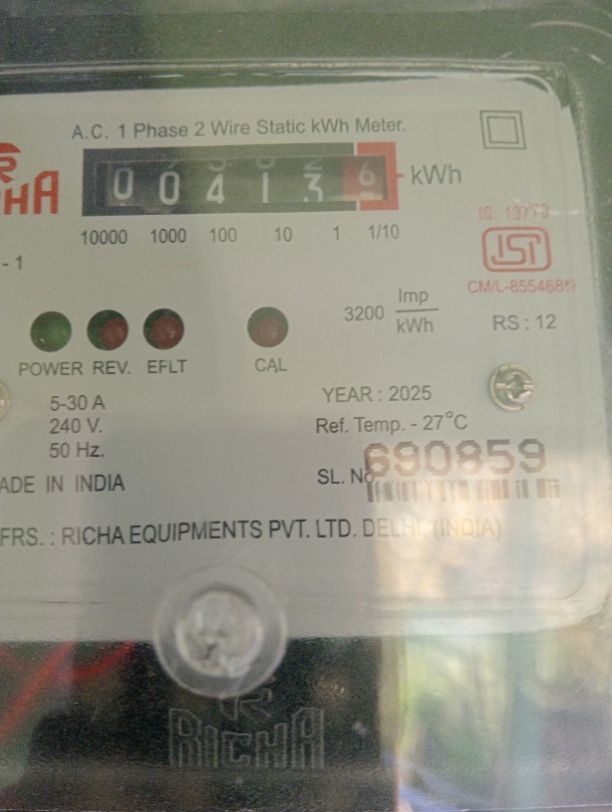 A.C. 1 Phase 2 Wire Static kWh Meter.
RICHA
0 0 4 1 3 6 kWh
10000 1000 100 10 1 1/10
IS: 13779
ISI
- 1
3200 Imp/kWh
RS : 12
POWER REV. EFLT CAL
5-30 A
240 V.
50 Hz.
YEAR : 2025
Ref. Temp. - 27°C
ADE IN INDIA
SL. No 690859
FRS. : RICHA EQUIPMENTS PVT. LTD. DELHI, (INDIA)
RICHA